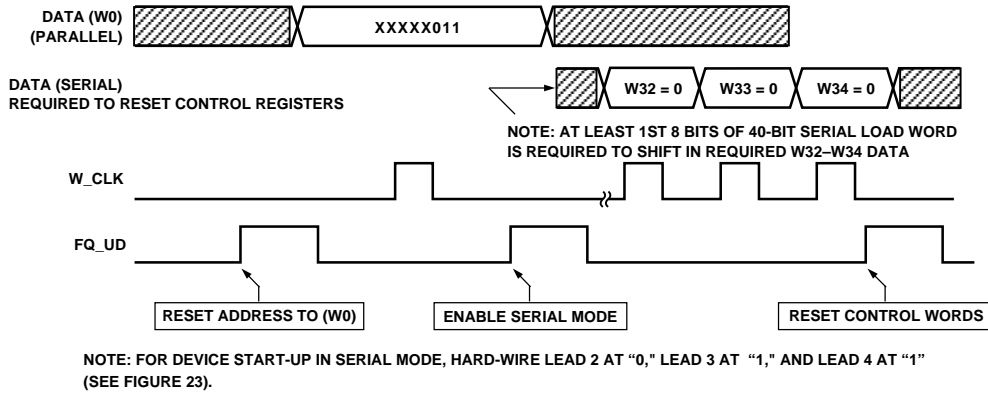 DATA (W0)
(PARALLEL)
XXXXX011
DATA (SERIAL)
REQUIRED TO RESET CONTROL REGISTERS
W32 = 0
W33 = 0
W34 = 0
NOTE: AT LEAST 1ST 8 BITS OF 40-BIT SERIAL LOAD WORD
IS REQUIRED TO SHIFT IN REQUIRED W32–W34 DATA
W_CLK
FQ_UD
RESET ADDRESS TO (W0)
ENABLE SERIAL MODE
RESET CONTROL WORDS
NOTE: FOR DEVICE START-UP IN SERIAL MODE, HARD-WIRE LEAD 2 AT “0," LEAD 3 AT “1," AND LEAD 4 AT “1”
(SEE FIGURE 23).